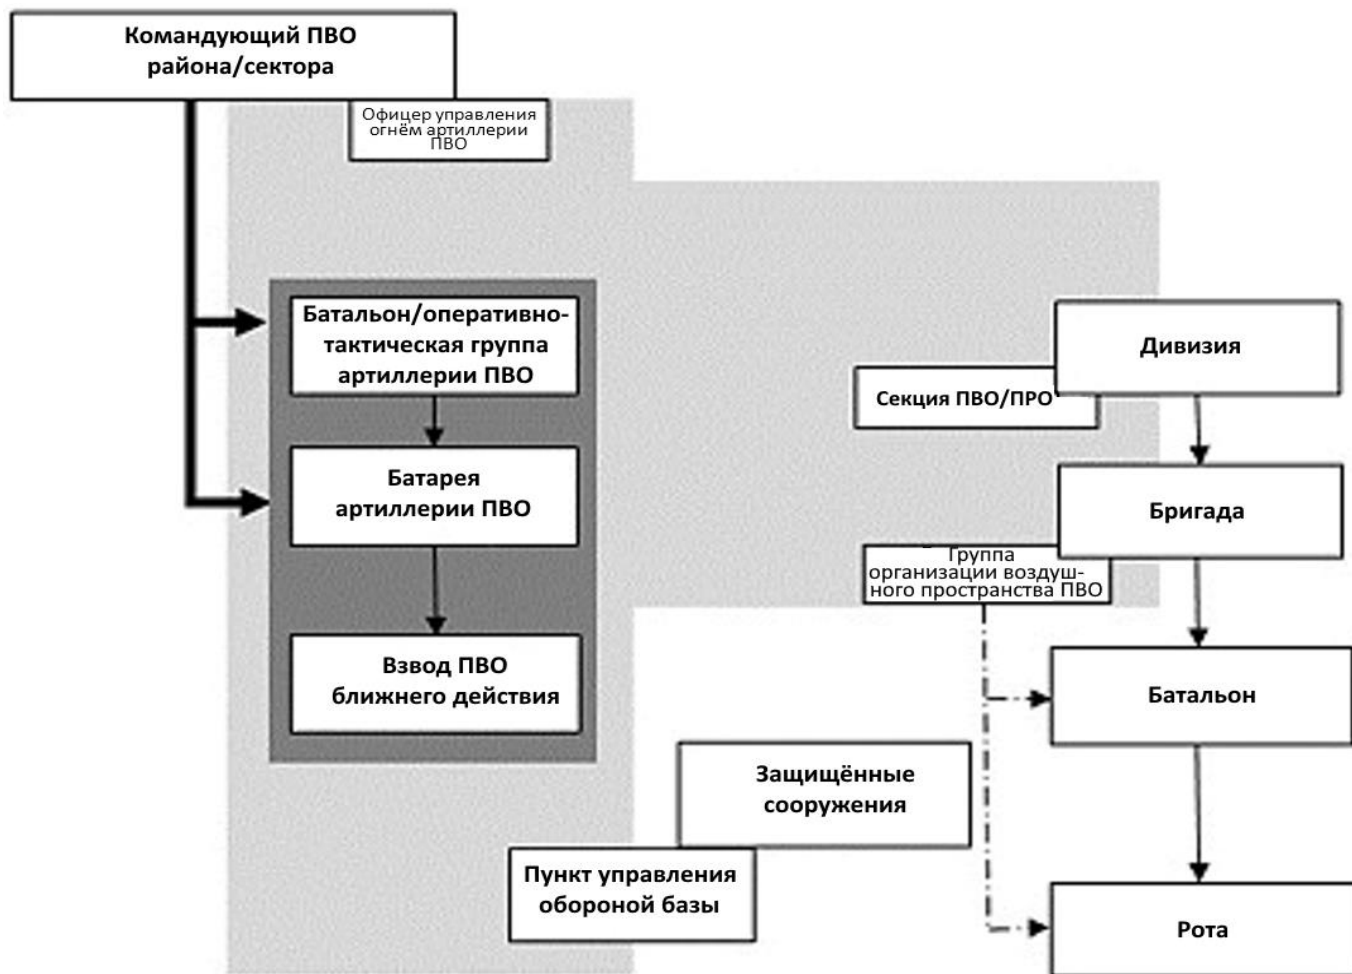 Командующий ПВО
района/сектора
Офицер управления
огнём артиллерии
ПВО
Батальон/оперативно-
тактическая группа
артиллерии ПВО
Дивизия
Секция ПВО/ПРО
Батарея
артиллерии ПВО
Бригада
Группа
организации воздуш-
ного пространства ПВО
Взвод ПВО
ближнего действия
Батальон
Защищённые
сооружения
Пункт управления
обороной базы
Рота